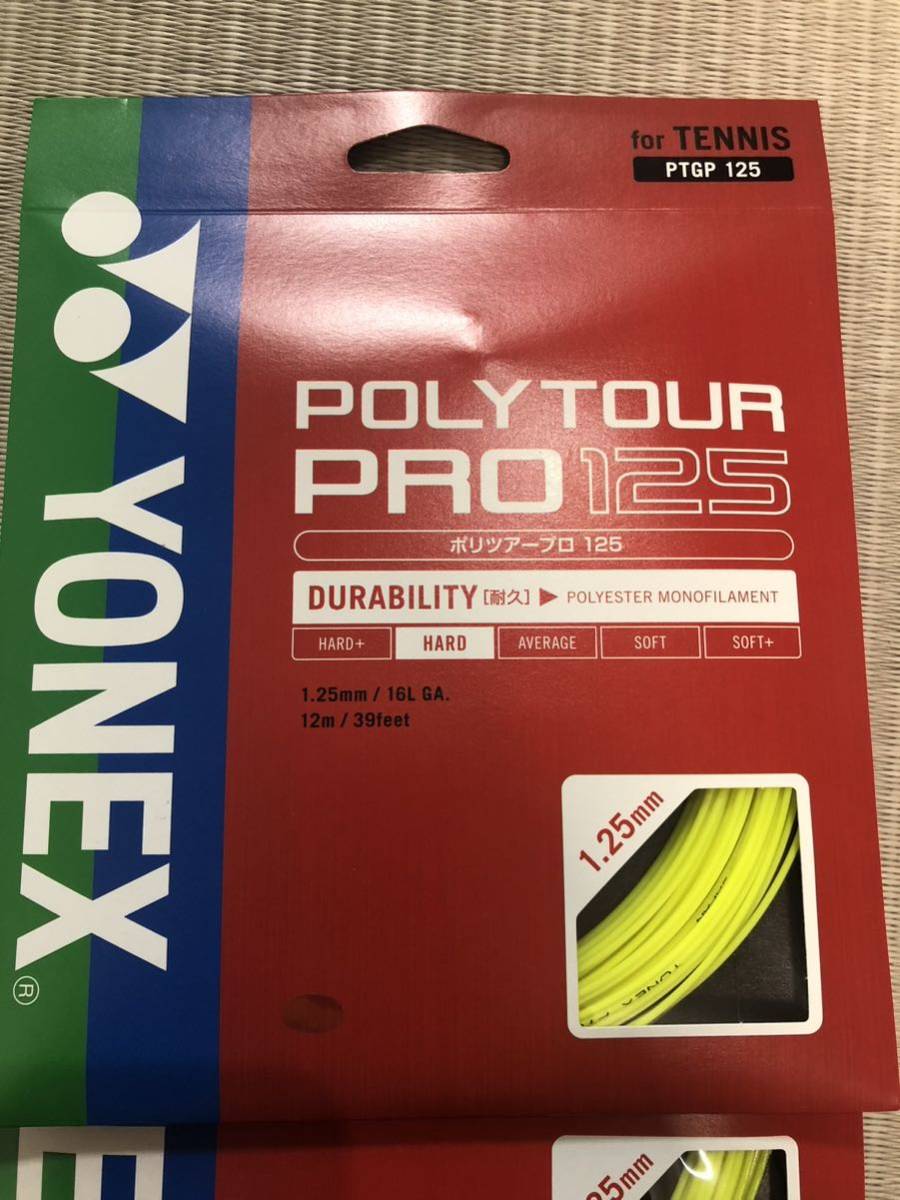 for TENNIS
PTGP 125
YONEX
®
POLYTOUR
PRO 125
ポリツアープロ 125
DURABILITY [耐久] ▶ POLYESTER MONOFILAMENT
HARD+ HARD AVERAGE SOFT SOFT+
1.25mm / 16L GA.
12m / 39feet
1.25mm
YONEX